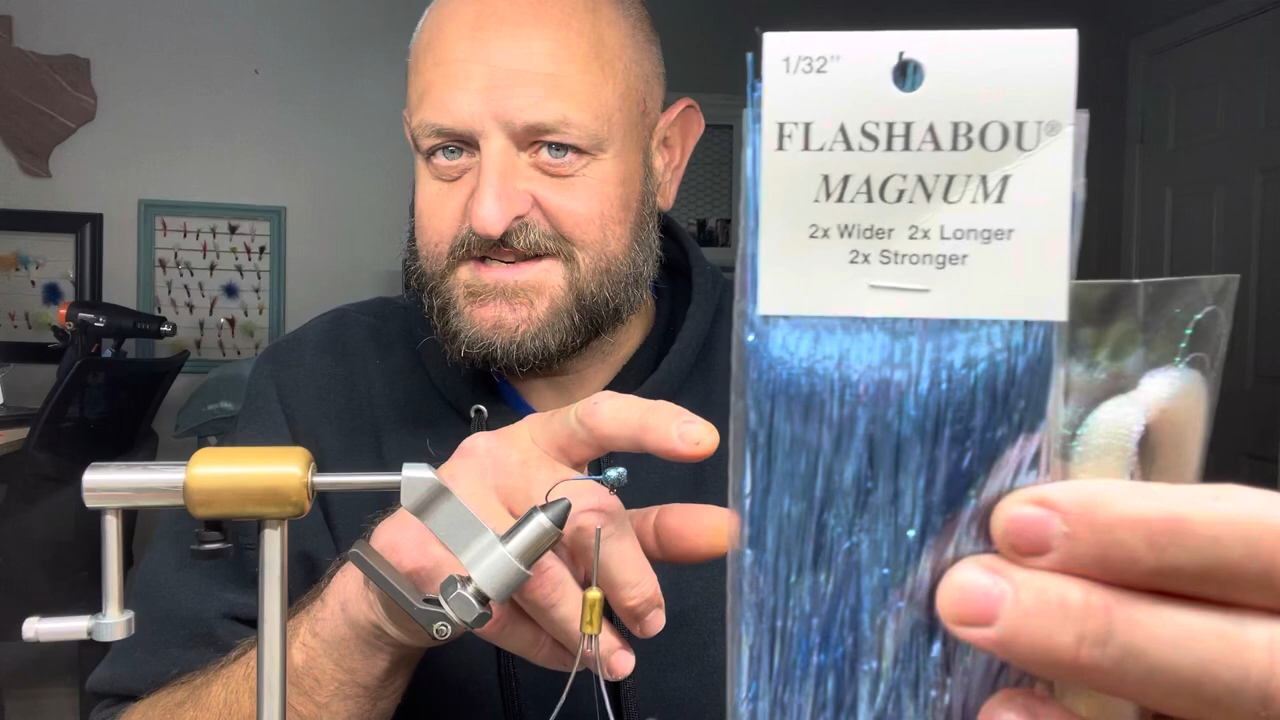 1/32"
FLASHABOU®
MAGNUM
2x Wider 2x Longer
2x Stronger